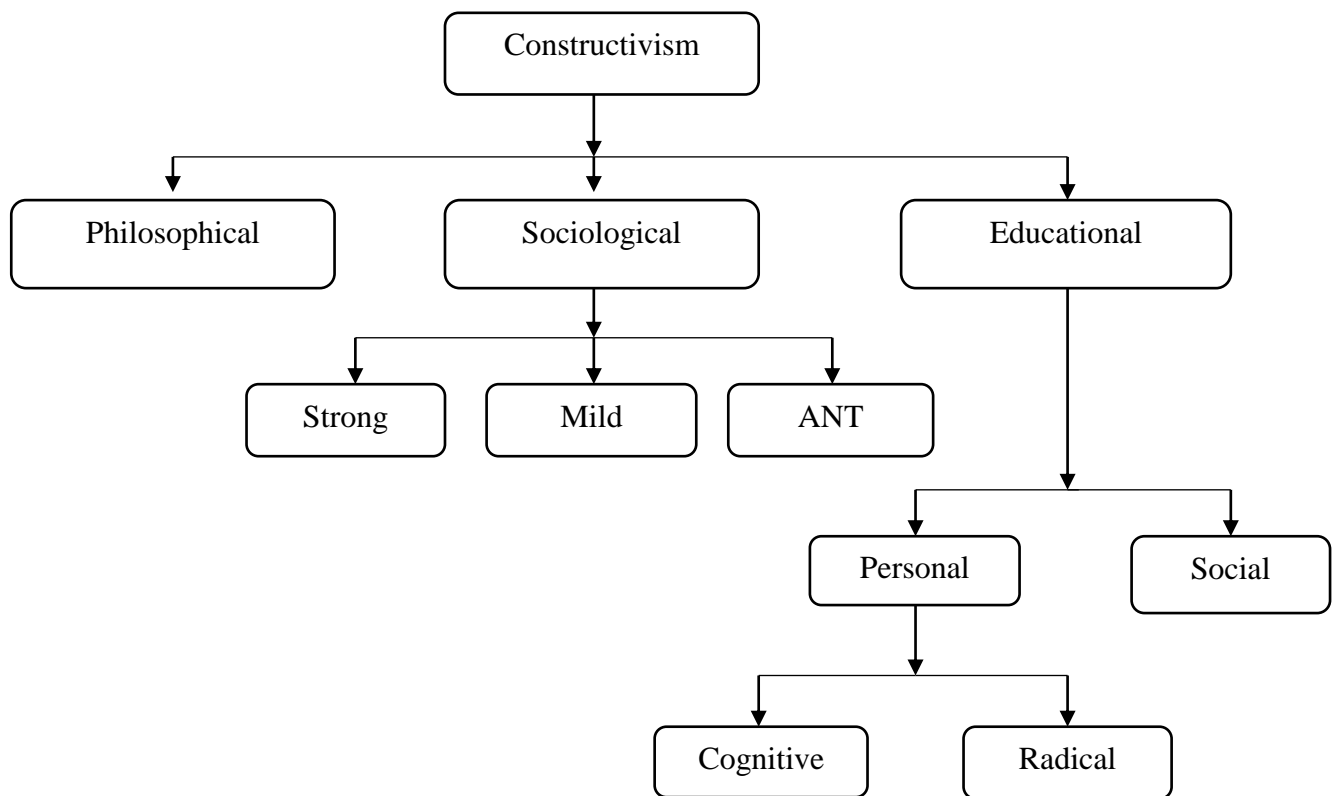 Constructivism
Philosophical
Sociological
Educational
Strong
Mild
ANT
Personal
Social
Cognitive
Radical